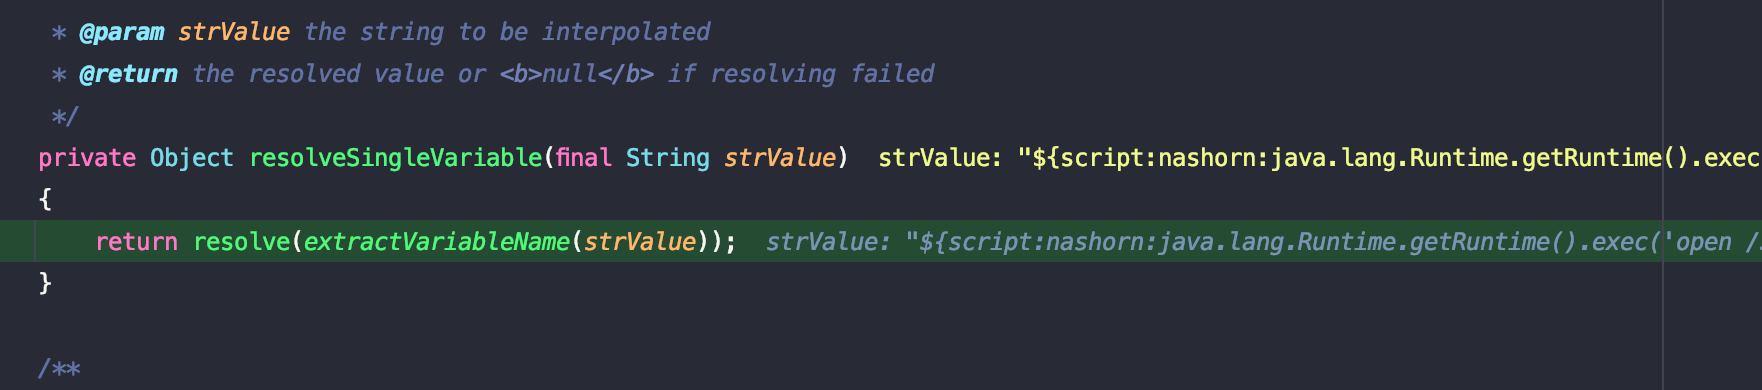 * @param strValue the string to be interpolated
* @return the resolved value or <b>null</b> if resolving failed
*/
private Object resolveSingleVariable(final String strValue)  strValue: "${script:nashorn:java.lang.Runtime.getRuntime().exec
{
return resolve(extractVariableName(strValue));  strValue: "${script:nashorn:java.lang.Runtime.getRuntime().exec('open /
}
/**